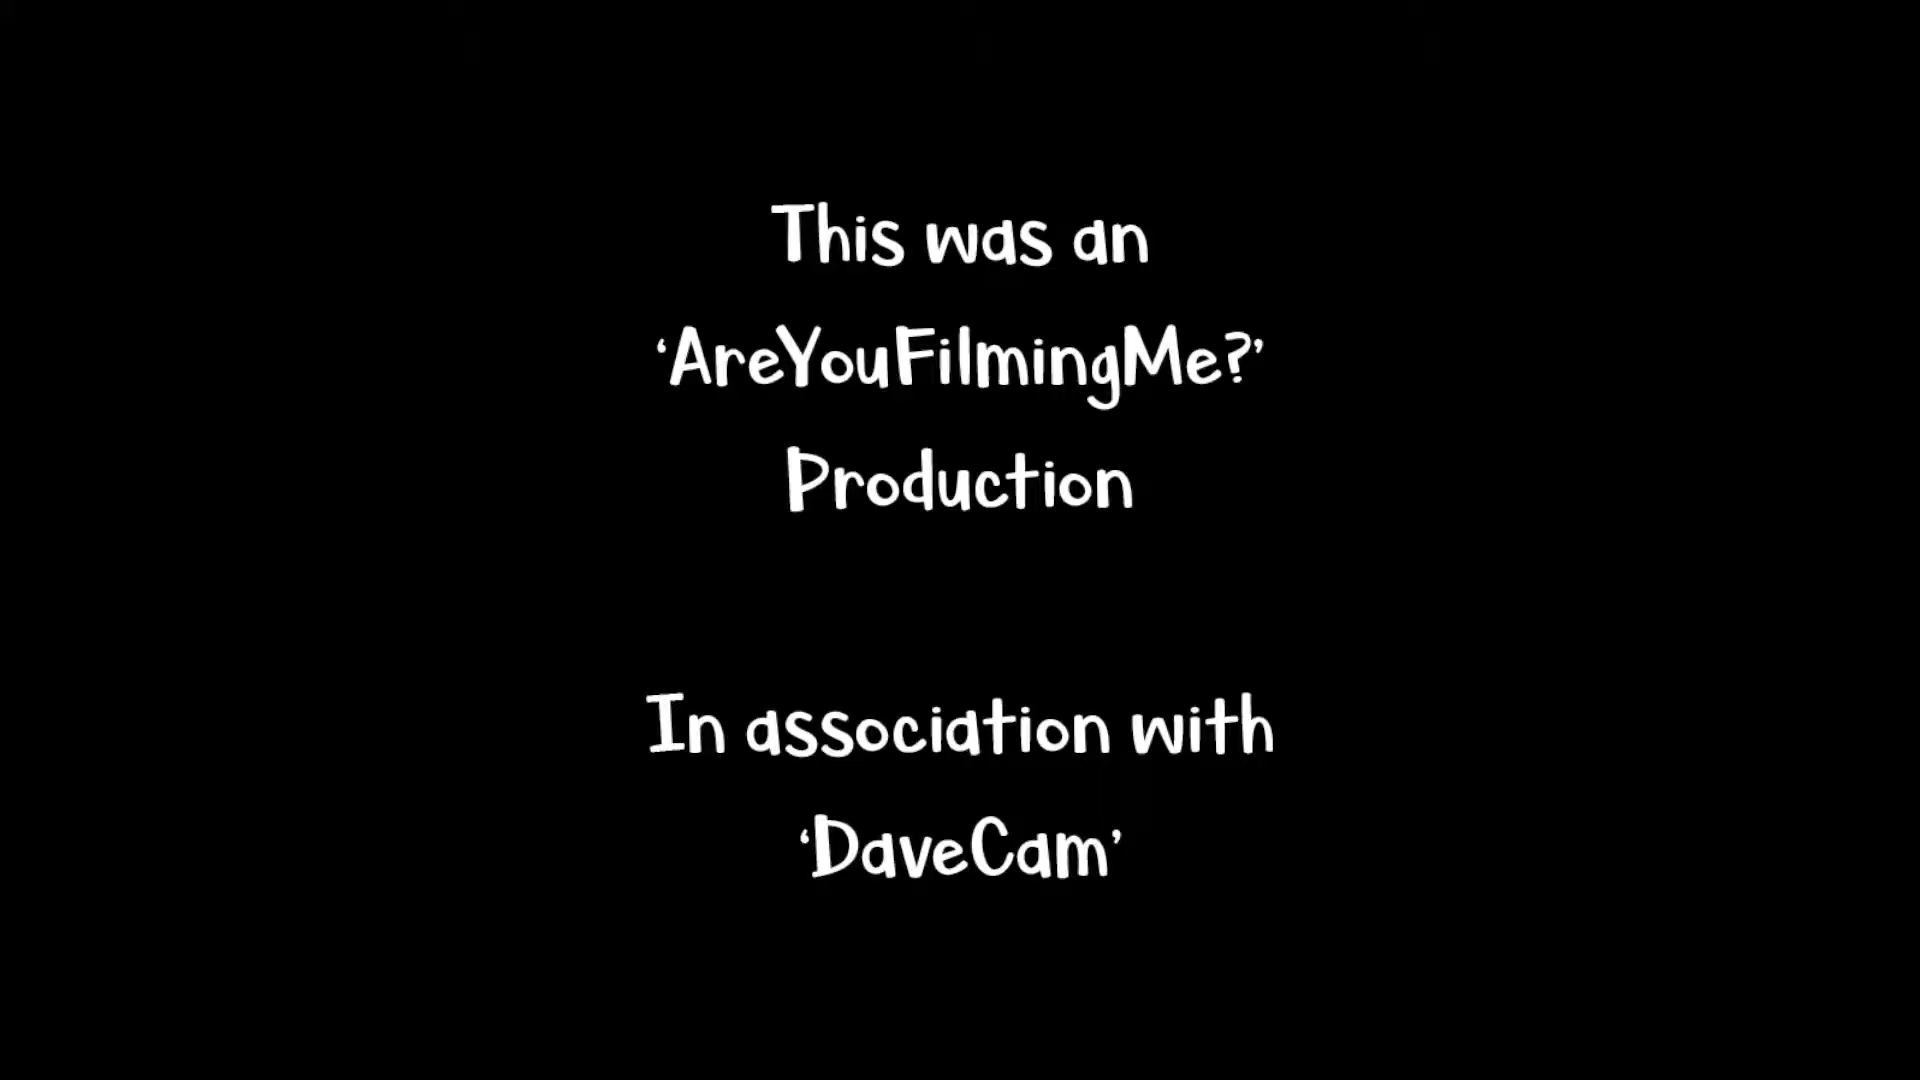 This was an
‘AreYouFilmingMe?’
Production
In association with
‘DaveCam’